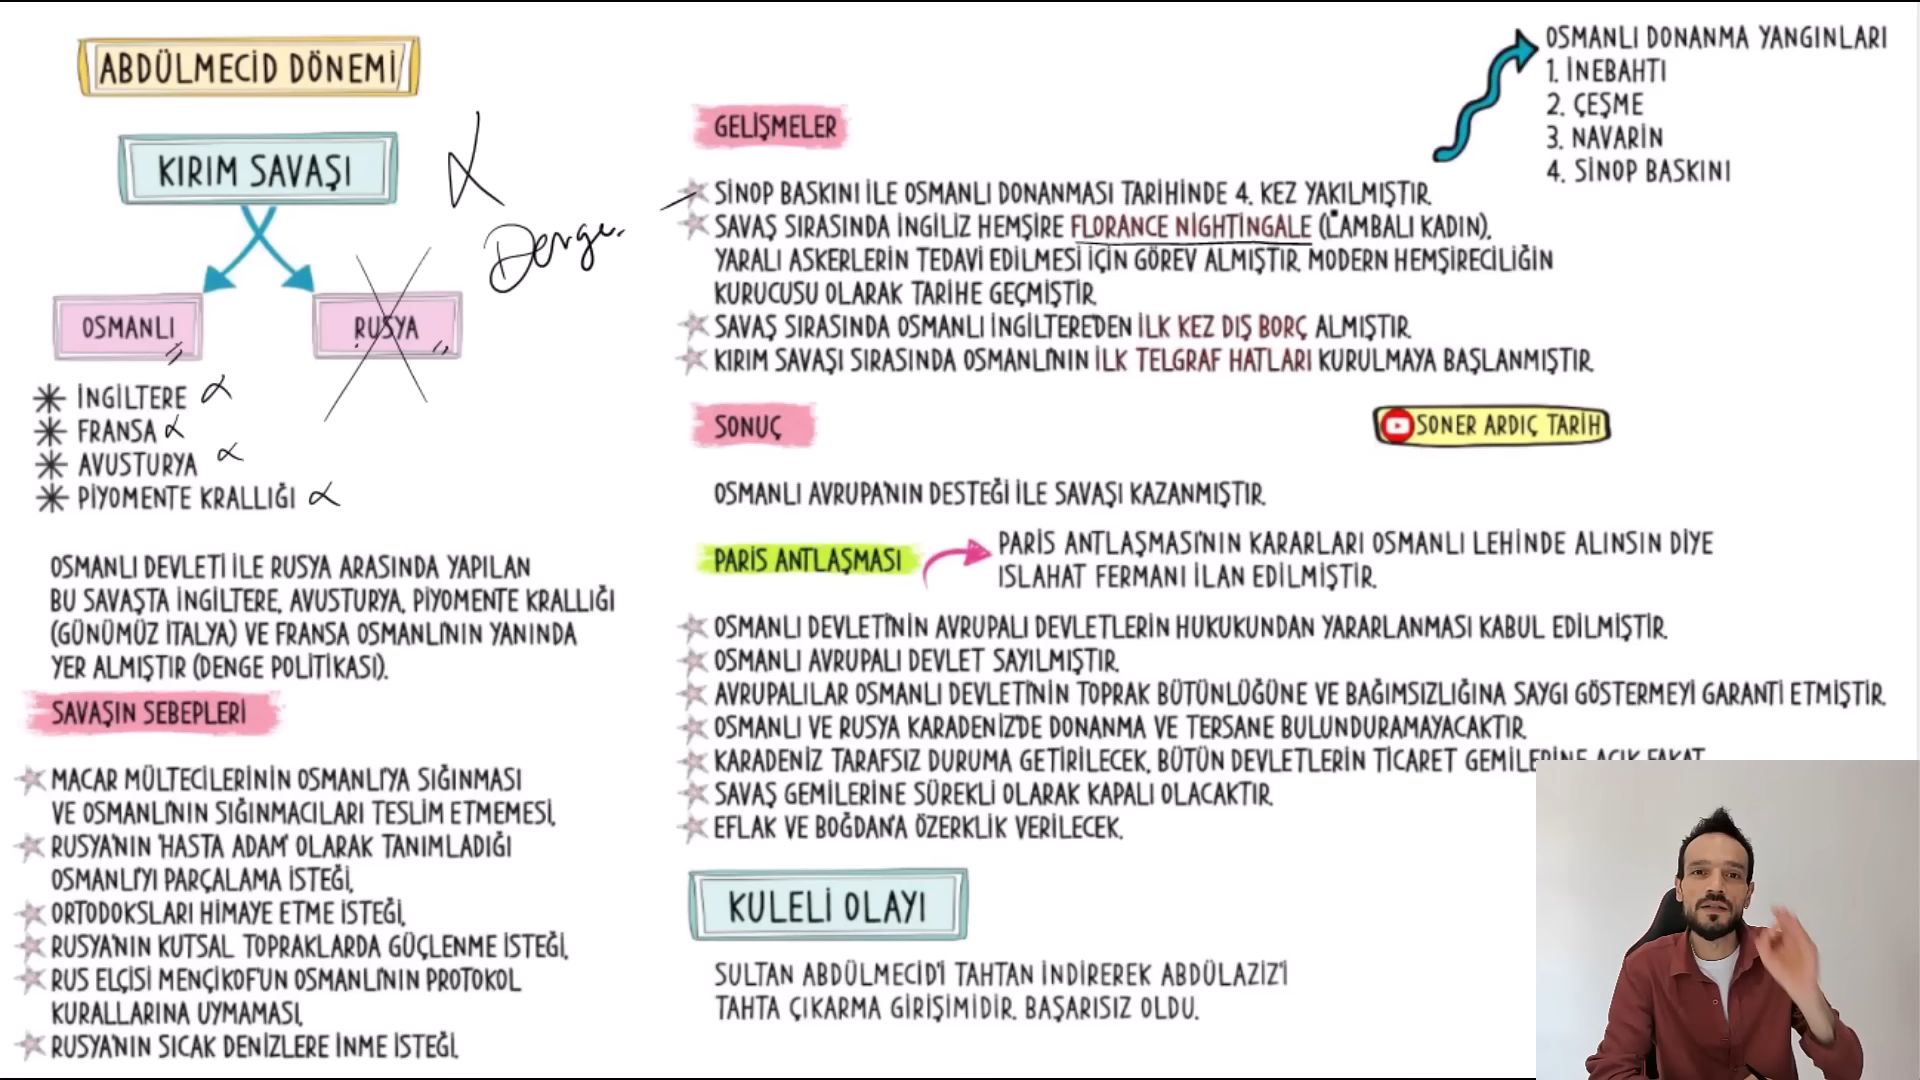 ABDÜLMECİD DÖNEMİ
KIRIM SAVAŞI
Denge
OSMANLI
RUSYA
İNGİLTERE
FRANSA
AVUSTURYA
PİYOMENTE KRALLIĞI
OSMANLI DEVLETİ İLE RUSYA ARASINDA YAPILAN
BU SAVAŞTA İNGİLTERE, AVUSTURYA, PİYOMENTE KRALLIĞI
(GÜNÜMÜZ İTALYA) VE FRANSA OSMANLI'NIN YANINDA
YER ALMIŞTIR (DENGE POLİTİKASI).
SAVAŞIN SEBEPLERİ
MACAR MÜLTECİLERİNİN OSMANLI'YA SIĞINMASI
VE OSMANLI'NIN SIĞINMACILARI TESLİM ETMEMESİ,
RUSYA'NIN 'HASTA ADAM' OLARAK TANIMLADIĞI
OSMANLI'YI PARÇALAMA İSTEĞİ,
ORTODOKSLARI HİMAYE ETME İSTEĞİ,
RUSYA'NIN KUTSAL TOPRAKLARDA GÜÇLENME İSTEĞİ,
RUS ELÇİSİ MENÇİKOF'UN OSMANLI'NIN PROTOKOL
KURALLARINA UYMAMASI,
RUSYA'NIN SICAK DENİZLERE İNME İSTEĞİ.
OSMANLI DONANMA YANGINLARI
1. İNEBAHTI
2. ÇEŞME
3. NAVARİN
4. SİNOP BASKINI
GELİŞMELER
SİNOP BASKINI İLE OSMANLI DONANMASI TARİHİNDE 4. KEZ YAKILMIŞTIR.
SAVAŞ SIRASINDA İNGİLİZ HEMŞİRE FLORANCE NIGHTİNGALE (LAMBALI KADIN),
YARALI ASKERLERİN TEDAVİ EDİLMESİ İÇİN GÖREV ALMIŞTIR. MODERN HEMŞİRECİLİĞİN
KURUCUSU OLARAK TARİHE GEÇMİŞTİR.
SAVAŞ SIRASINDA OSMANLI İNGİLTERE'DEN İLK KEZ DIŞ BORÇ ALMIŞTIR.
KIRIM SAVAŞI SIRASINDA OSMANLI'NIN İLK TELGRAF HATLARI KURULMAYA BAŞLANMIŞTIR.
SONUÇ
SONER ARDIÇ TARİH
OSMANLI AVRUPA'NIN DESTEĞİ İLE SAVAŞI KAZANMIŞTIR.
PARİS ANTLAŞMASI
PARİS ANTLAŞMASI'NIN KARARLARI OSMANLI LEHİNDE ALINSIN DİYE
ISLAHAT FERMANI İLAN EDİLMİŞTİR.
OSMANLI DEVLETİ'NİN AVRUPALI DEVLETLERİN HUKUKUNDAN YARARLANMASI KABUL EDİLMİŞTİR.
OSMANLI AVRUPALI DEVLET SAYILMIŞTIR.
AVRUPALILAR OSMANLI DEVLETİ'NİN TOPRAK BÜTÜNLÜĞÜNE VE BAĞIMSIZLIĞINA SAYGI GÖSTERMEYİ GARANTİ ETMİŞTİR.
OSMANLI VE RUSYA KARADENİZ'DE DONANMA VE TERSANE BULUNDURAMAYACAKTIR.
KARADENİZ TARAFSIZ DURUMA GETİRİLECEK, BÜTÜN DEVLETLERİN TİCARET GEMİLERİNE AÇIK FAKAT
SAVAŞ GEMİLERİNE SÜREKLİ OLARAK KAPALI OLACAKTIR.
EFLAK VE BOĞDAN'A ÖZERKLİK VERİLECEK.
KULELİ OLAYI
SULTAN ABDÜLMECİD'İ TAHTAN İNDİREREK ABDÜLAZİZ'İ
TAHTA ÇIKARMA GİRİŞİMİDİR. BAŞARISIZ OLDU.